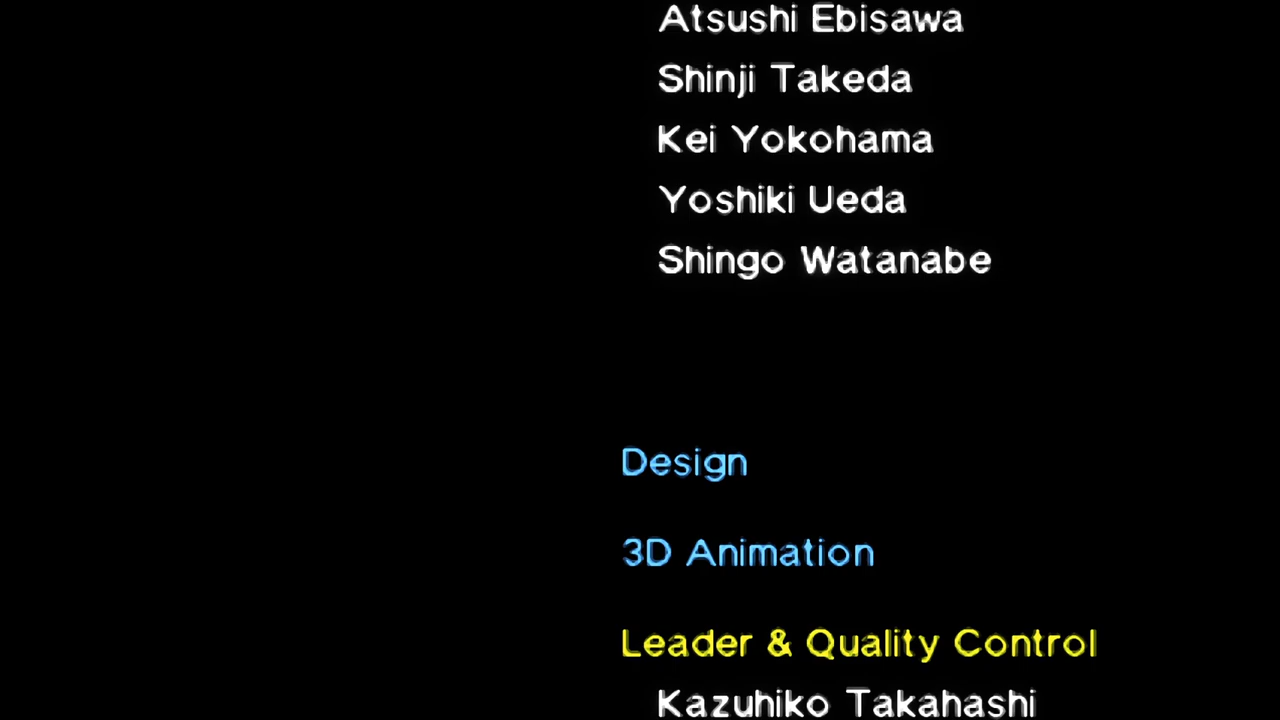 Atsushi Ebisawa
Shinji Takeda
Kei Yokohama
Yoshiki Ueda
Shingo Watanabe
Design
3D Animation
Leader & Quality Control
Kazuhiko Takahashi